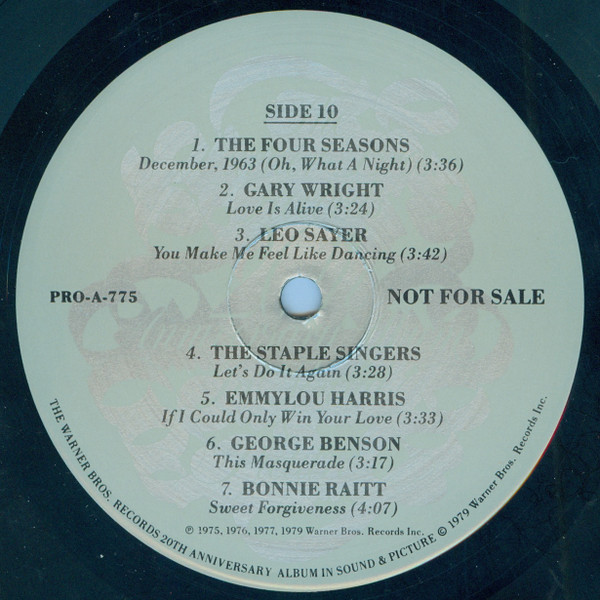 SIDE 10
1. THE FOUR SEASONS
December, 1963 (Oh, What A Night) (3:36)
2. GARY WRIGHT
Love Is Alive (3:24)
3. LEO SAYER
You Make Me Feel Like Dancing (3:42)
PRO-A-775
NOT FOR SALE
4. THE STAPLE SINGERS
Let's Do It Again (3:28)
5. EMMYLOU HARRIS
If I Could Only Win Your Love (3:33)
6. GEORGE BENSON
This Masquerade (3:17)
7. BONNIE RAITT
Sweet Forgiveness (4:07)
℗ 1975, 1976, 1977, 1979 Warner Bros. Records Inc.
THE WARNER BROS. RECORDS 20TH ANNIVERSARY ALBUM IN SOUND & PICTURE © 1979 Warner Bros. Records Inc.